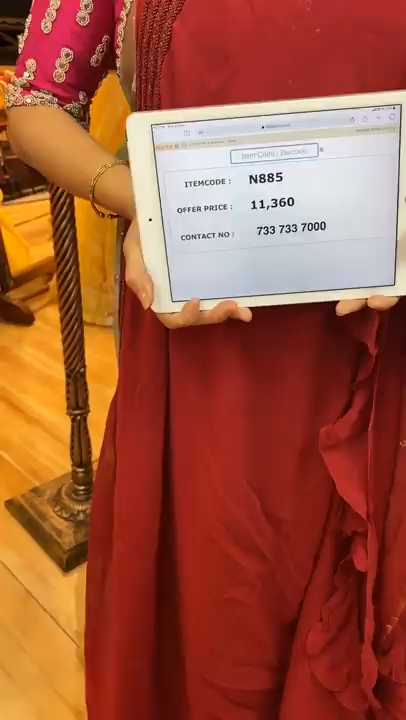 Item Code / Barcode
ITEMCODE : N885
OFFER PRICE : 11,360
CONTACT NO : 733 733 7000